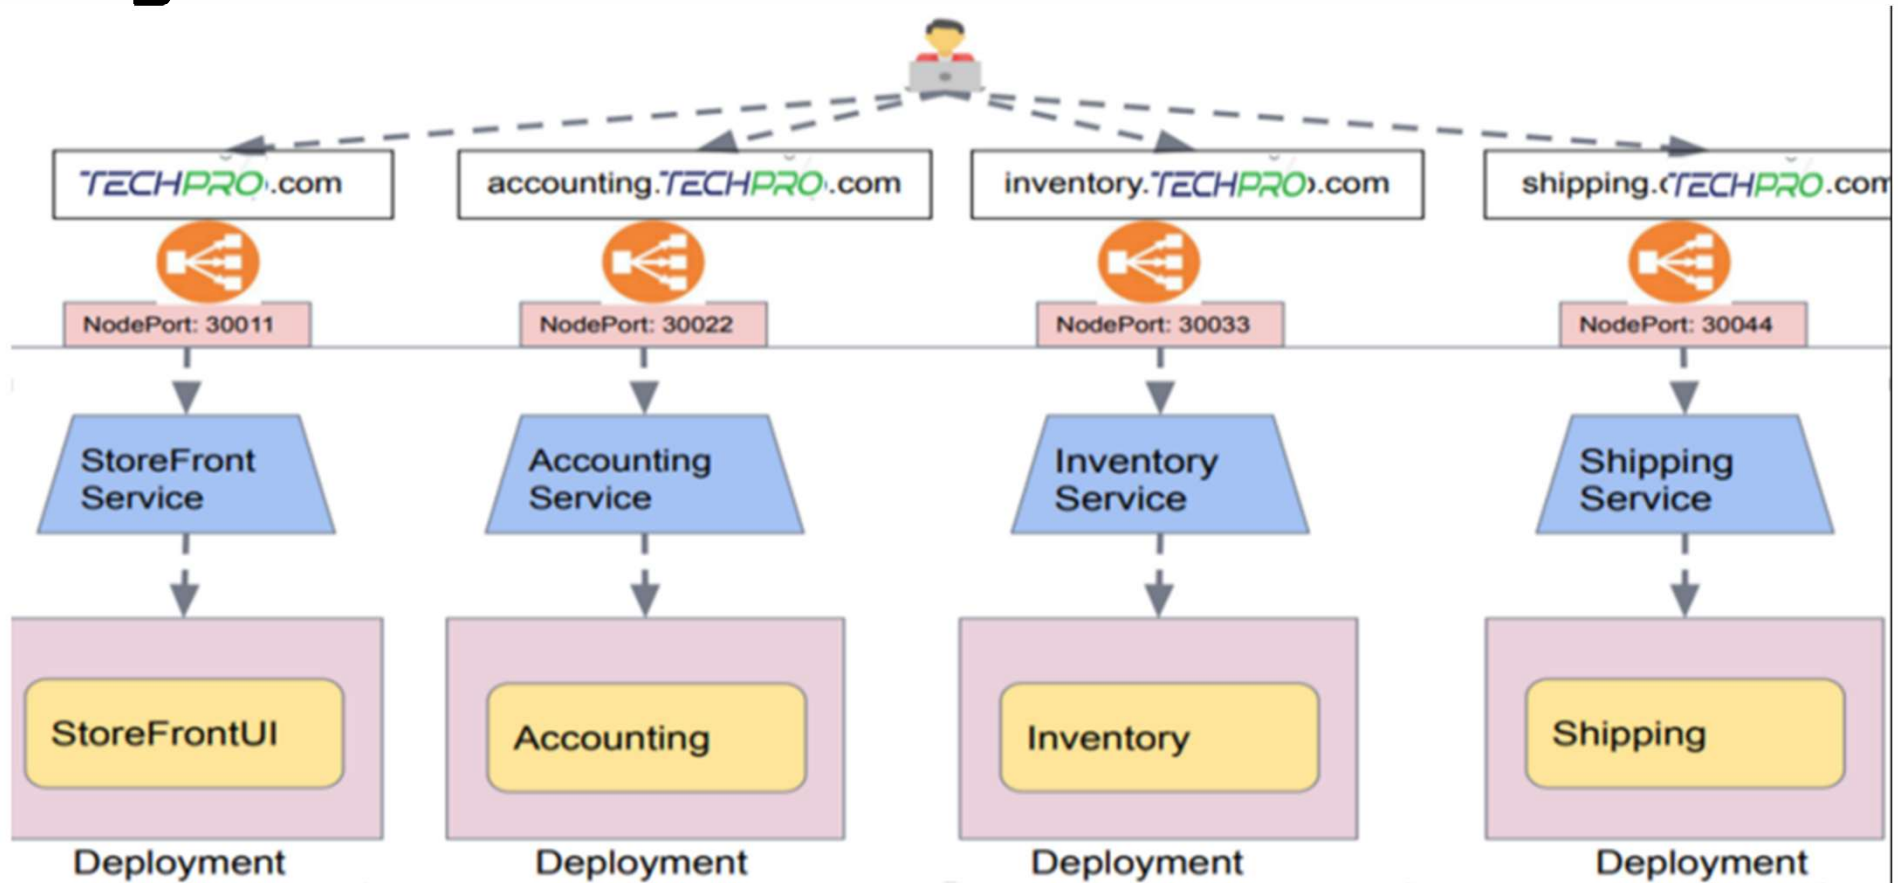 TECHPRO.com
accounting.TECHPRO.com
inventory.TECHPRO.com
shipping.TECHPRO.com
NodePort: 30011
NodePort: 30022
NodePort: 30033
NodePort: 30044
StoreFront
Service
Accounting
Service
Inventory
Service
Shipping
Service
StoreFrontUI
Accounting
Inventory
Shipping
Deployment
Deployment
Deployment
Deployment